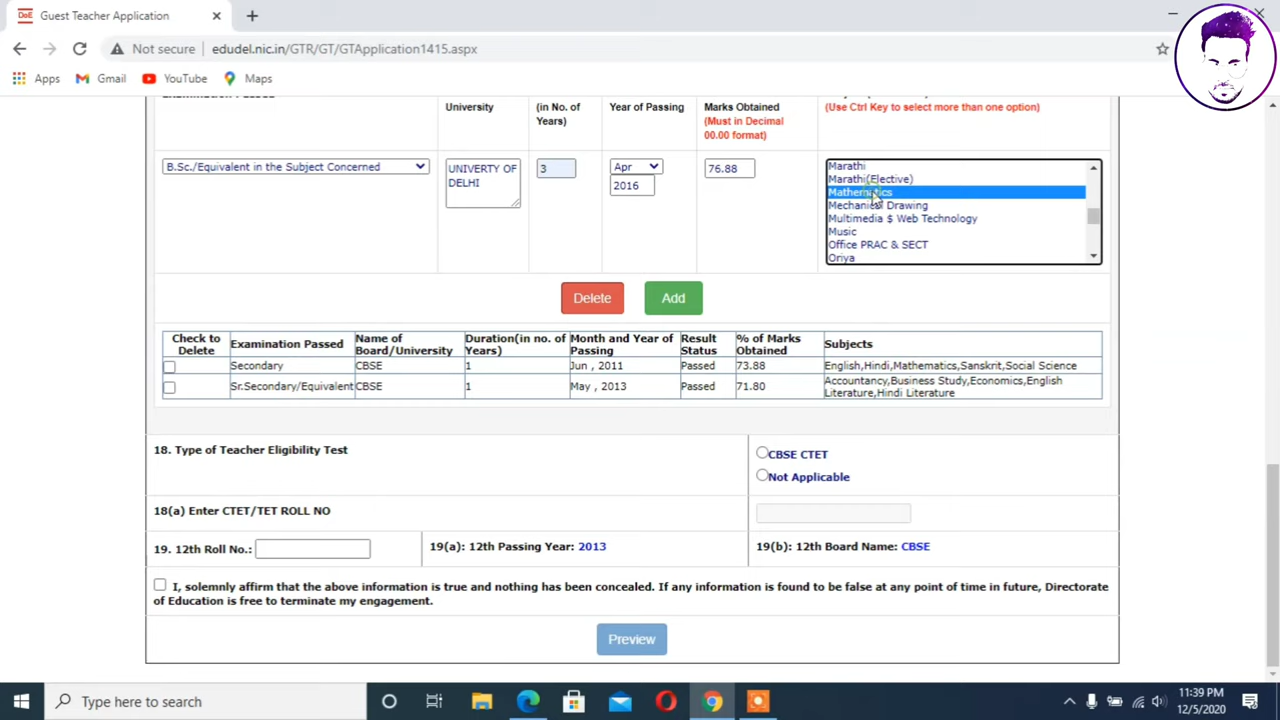 DoE Guest Teacher Application
Not secure edudel.nic.in/GTR/GT/GTApplication1415.aspx
Apps Gmail YouTube Maps
University
(in No. of
Years)
Year of Passing
Marks Obtained
(Must in Decimal
00.00 format)
(Use Ctrl Key to select more than one option)
B.Sc./Equivalent in the Subject Concerned
UNIVERTY OF
DELHI
3
Apr
2016
76.88
Marathi
Marathi(Elective)
Mathematics
Mechanical Drawing
Multimedia $ Web Technology
Music
Office PRAC & SECT
Oriya
Delete Add
Check to
Delete
Examination Passed
Name of
Board/University
Duration(in no. of
Years)
Month and Year of
Passing
Result
Status
% of Marks
Obtained
Subjects
Secondary CBSE 1 Jun , 2011 Passed 73.88 English,Hindi,Mathematics,Sanskrit,Social Science
Sr.Secondary/Equivalent CBSE 1 May , 2013 Passed 71.80 Accountancy,Business Study,Economics,English
Literature,Hindi Literature
18. Type of Teacher Eligibility Test
CBSE CTET
Not Applicable
18(a) Enter CTET/TET ROLL NO
19. 12th Roll No.: 19(a): 12th Passing Year: 2013 19(b): 12th Board Name: CBSE
I, solemnly affirm that the above information is true and nothing has been concealed. If any information is found to be false at any point of time in future, Directorate
of Education is free to terminate my engagement.
Preview
Type here to search
11:39 PM
12/5/2020